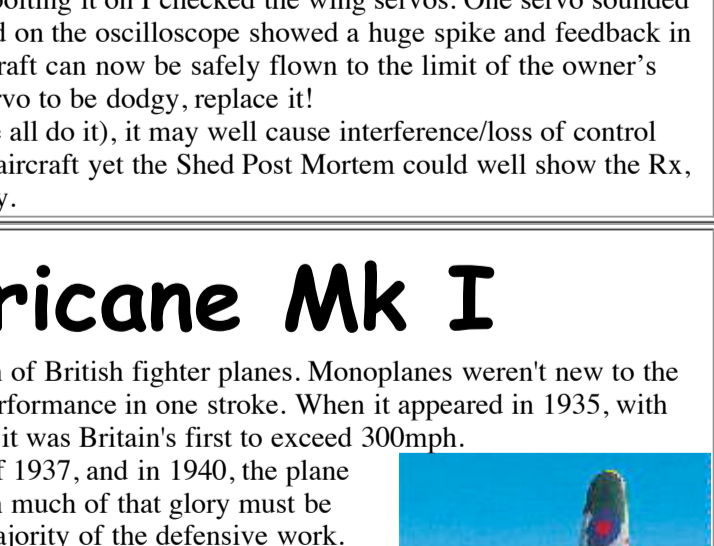 bolting it on I checked the wing servos. One servo sounded
d on the oscilloscope showed a huge spike and feedback in
raft can now be safely flown to the limit of the owner's
rvo to be dodgy, replace it!
e all do it), it may well cause interference/loss of control
aircraft yet the Shed Post Mortem could well show the Rx,
y.
ricane Mk I
n of British fighter planes. Monoplanes weren't new to the
rformance in one stroke. When it appeared in 1935, with
it was Britain's first to exceed 300mph.
f 1937, and in 1940, the plane
n much of that glory must be
ajority of the defensive work.